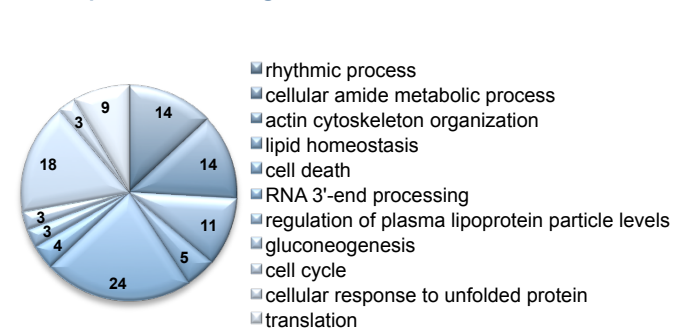 rhythmic process
cellular amide metabolic process
actin cytoskeleton organization
lipid homeostasis
cell death
RNA 3'-end processing
regulation of plasma lipoprotein particle levels
gluconeogenesis
cell cycle
cellular response to unfolded protein
translation
14
14
11
5
24
4
3
3
18
3
9